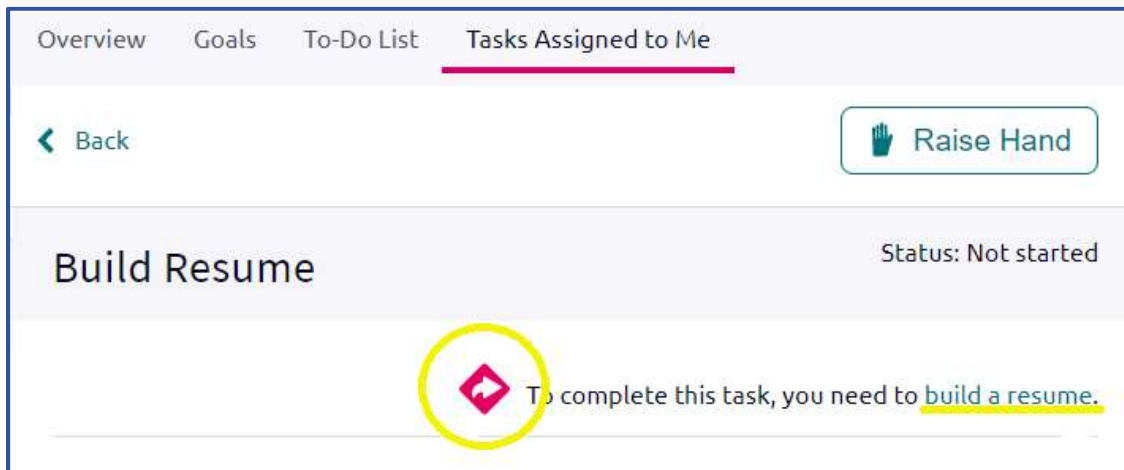 Overview Goals To-Do List Tasks Assigned to Me
Back Raise Hand
Build Resume Status: Not started
To complete this task, you need to build a resume.